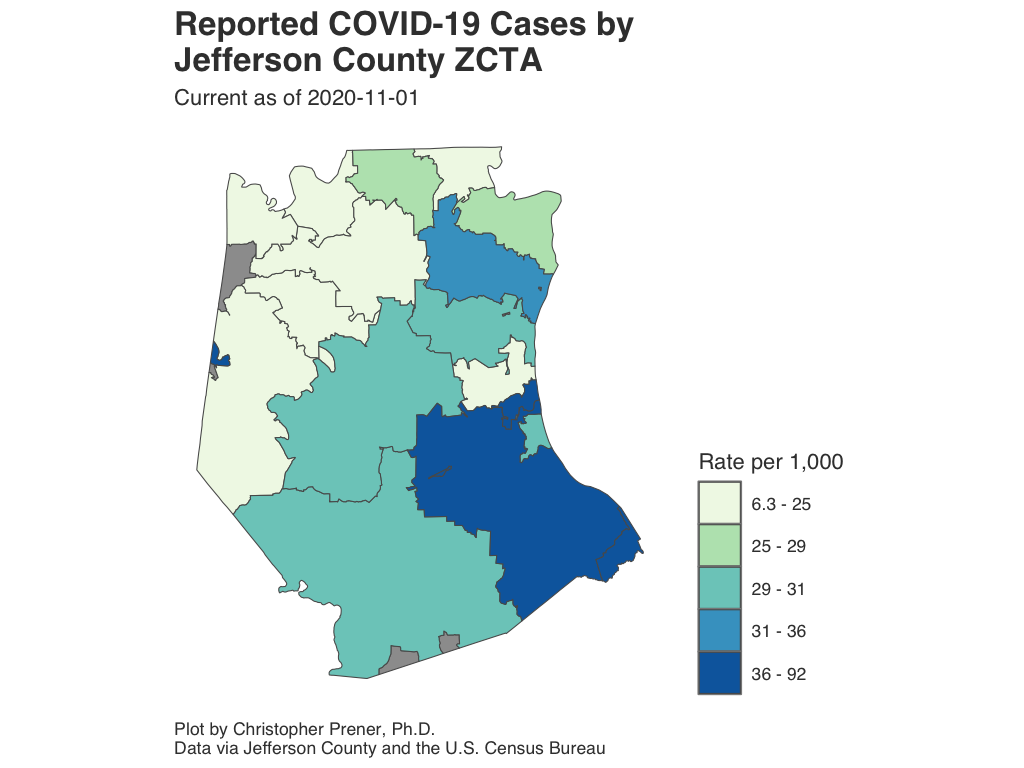 Reported COVID-19 Cases by
Jefferson County ZCTA
Current as of 2020-11-01
Rate per 1,000
6.3 - 25
25 - 29
29 - 31
31 - 36
36 - 92
Plot by Christopher Prener, Ph.D.
Data via Jefferson County and the U.S. Census Bureau